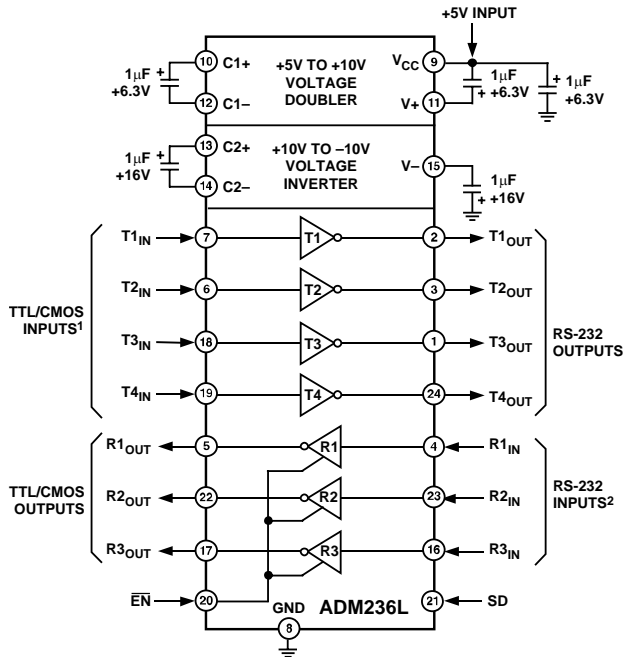 +5V INPUT
10 C1+
1μF
+6.3V
12 C1–
+5V TO +10V
VOLTAGE
DOUBLER
VCC 9
V+ 11
1μF
+6.3V
1μF
+6.3V
13 C2+
1μF
+16V
14 C2–
+10V TO –10V
VOLTAGE
INVERTER
V– 15
1μF
+16V
TTL/CMOS
INPUTS1
T1IN 7 T1 2 T1OUT
T2IN 6 T2 3 T2OUT
T3IN 18 T3 1 T3OUT
T4IN 19 T4 24 T4OUT
RS-232
OUTPUTS
TTL/CMOS
OUTPUTS
R1OUT 5 R1 4 R1IN
R2OUT 22 R2 23 R2IN
R3OUT 17 R3 16 R3IN
RS-232
INPUTS2
EN 20 GND 8 ADM236L 21 SD